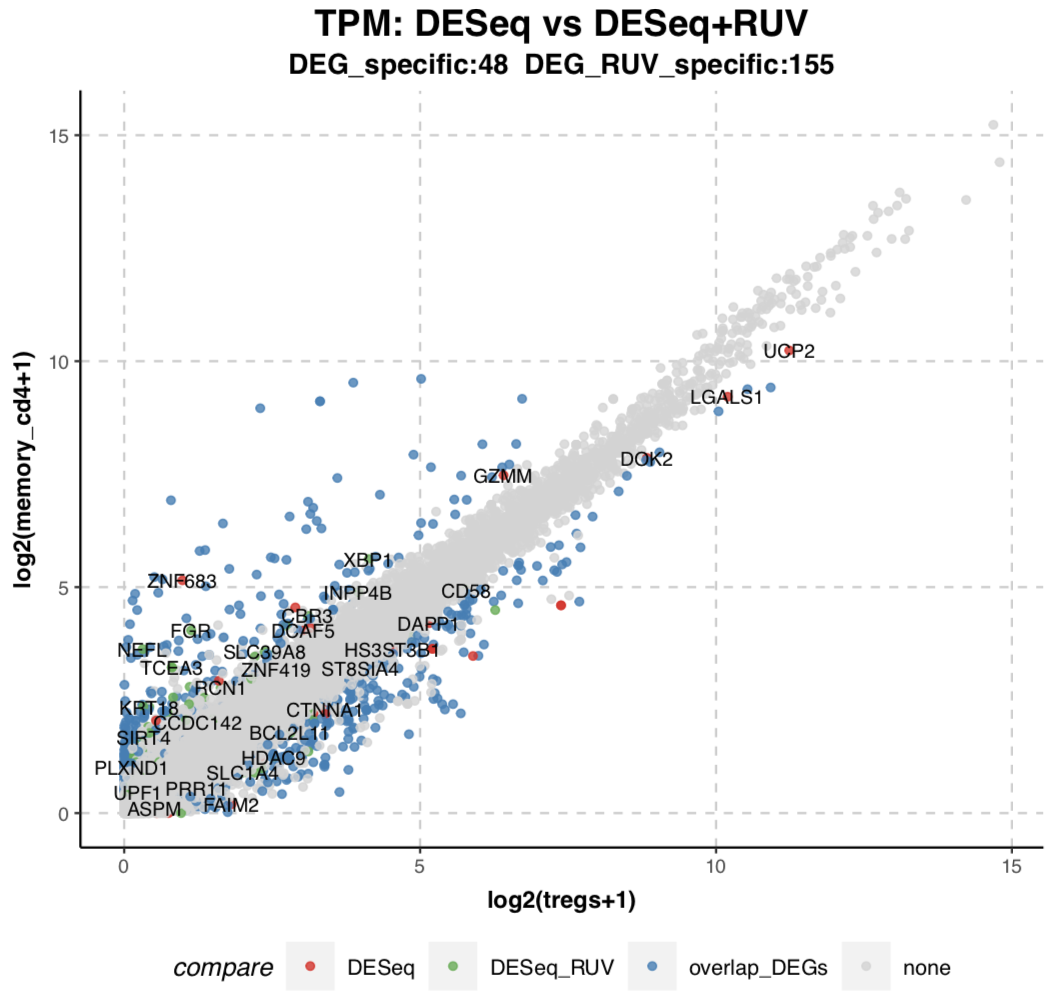 TPM: DESeq vs DESeq+RUV
DEG_specific:48 DEG_RUV_specific:155
log2(memory_cd4+1)
15
10
5
0
UCP2
LGALS1
DOK2
GZMM
XBP1
ZNF683
INPP4B
CD58
CBR3
FGR
DCAF5
DAPP1
NEFL
SLC39A8
HS3ST3B1
TCEA3
ZNF419
ST8SIA4
RCN1
KRT18
CTNNA1
CCDC142
SIRT4
BCL2L11
HDAC9
PLXND1
SLC1A4
UPF1
PRR11
ASPM
FAIM2
0
5
10
15
log2(tregs+1)
compare
DESeq
DESeq_RUV
overlap_DEGs
none